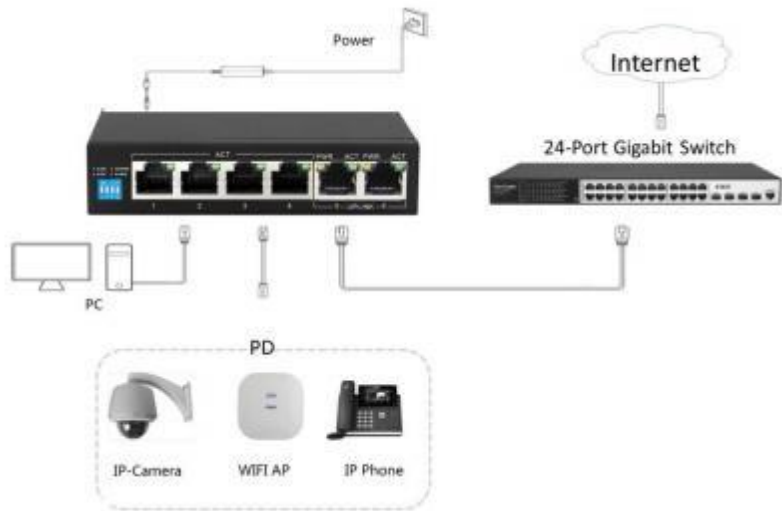 Power
Internet
24-Port Gigabit Switch
ACT
PWR ACT PWR ACT
1 2 3 4
PC
PD
IP-Camera
WIFI AP
IP Phone